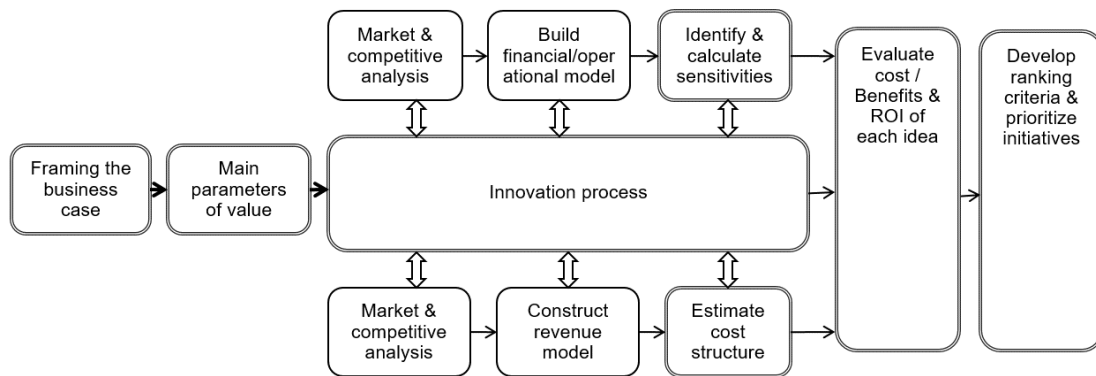 Market &
competitive
analysis
Build
financial/oper
ational model
Identify &
calculate
sensitivities
Evaluate
cost /
Benefits &
ROI of
each idea
Develop
ranking
criteria &
prioritize
initiatives
Framing the
business
case
Main
parameters
of value
Innovation process
Market &
competitive
analysis
Construct
revenue
model
Estimate
cost
structure